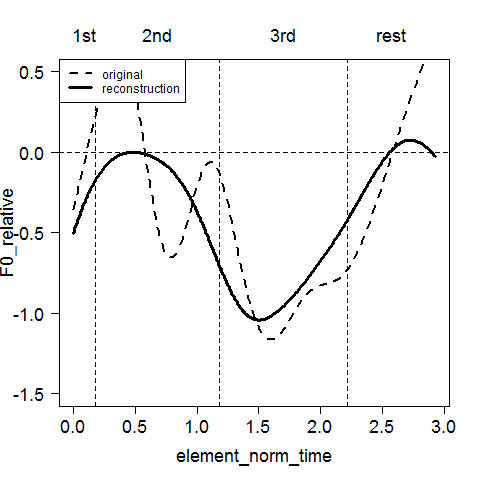 1st 2nd 3rd rest
original
reconstruction
0.5
0.0
-0.5
-1.0
-1.5
F0_relative
0.0 0.5 1.0 1.5 2.0 2.5 3.0
element_norm_time